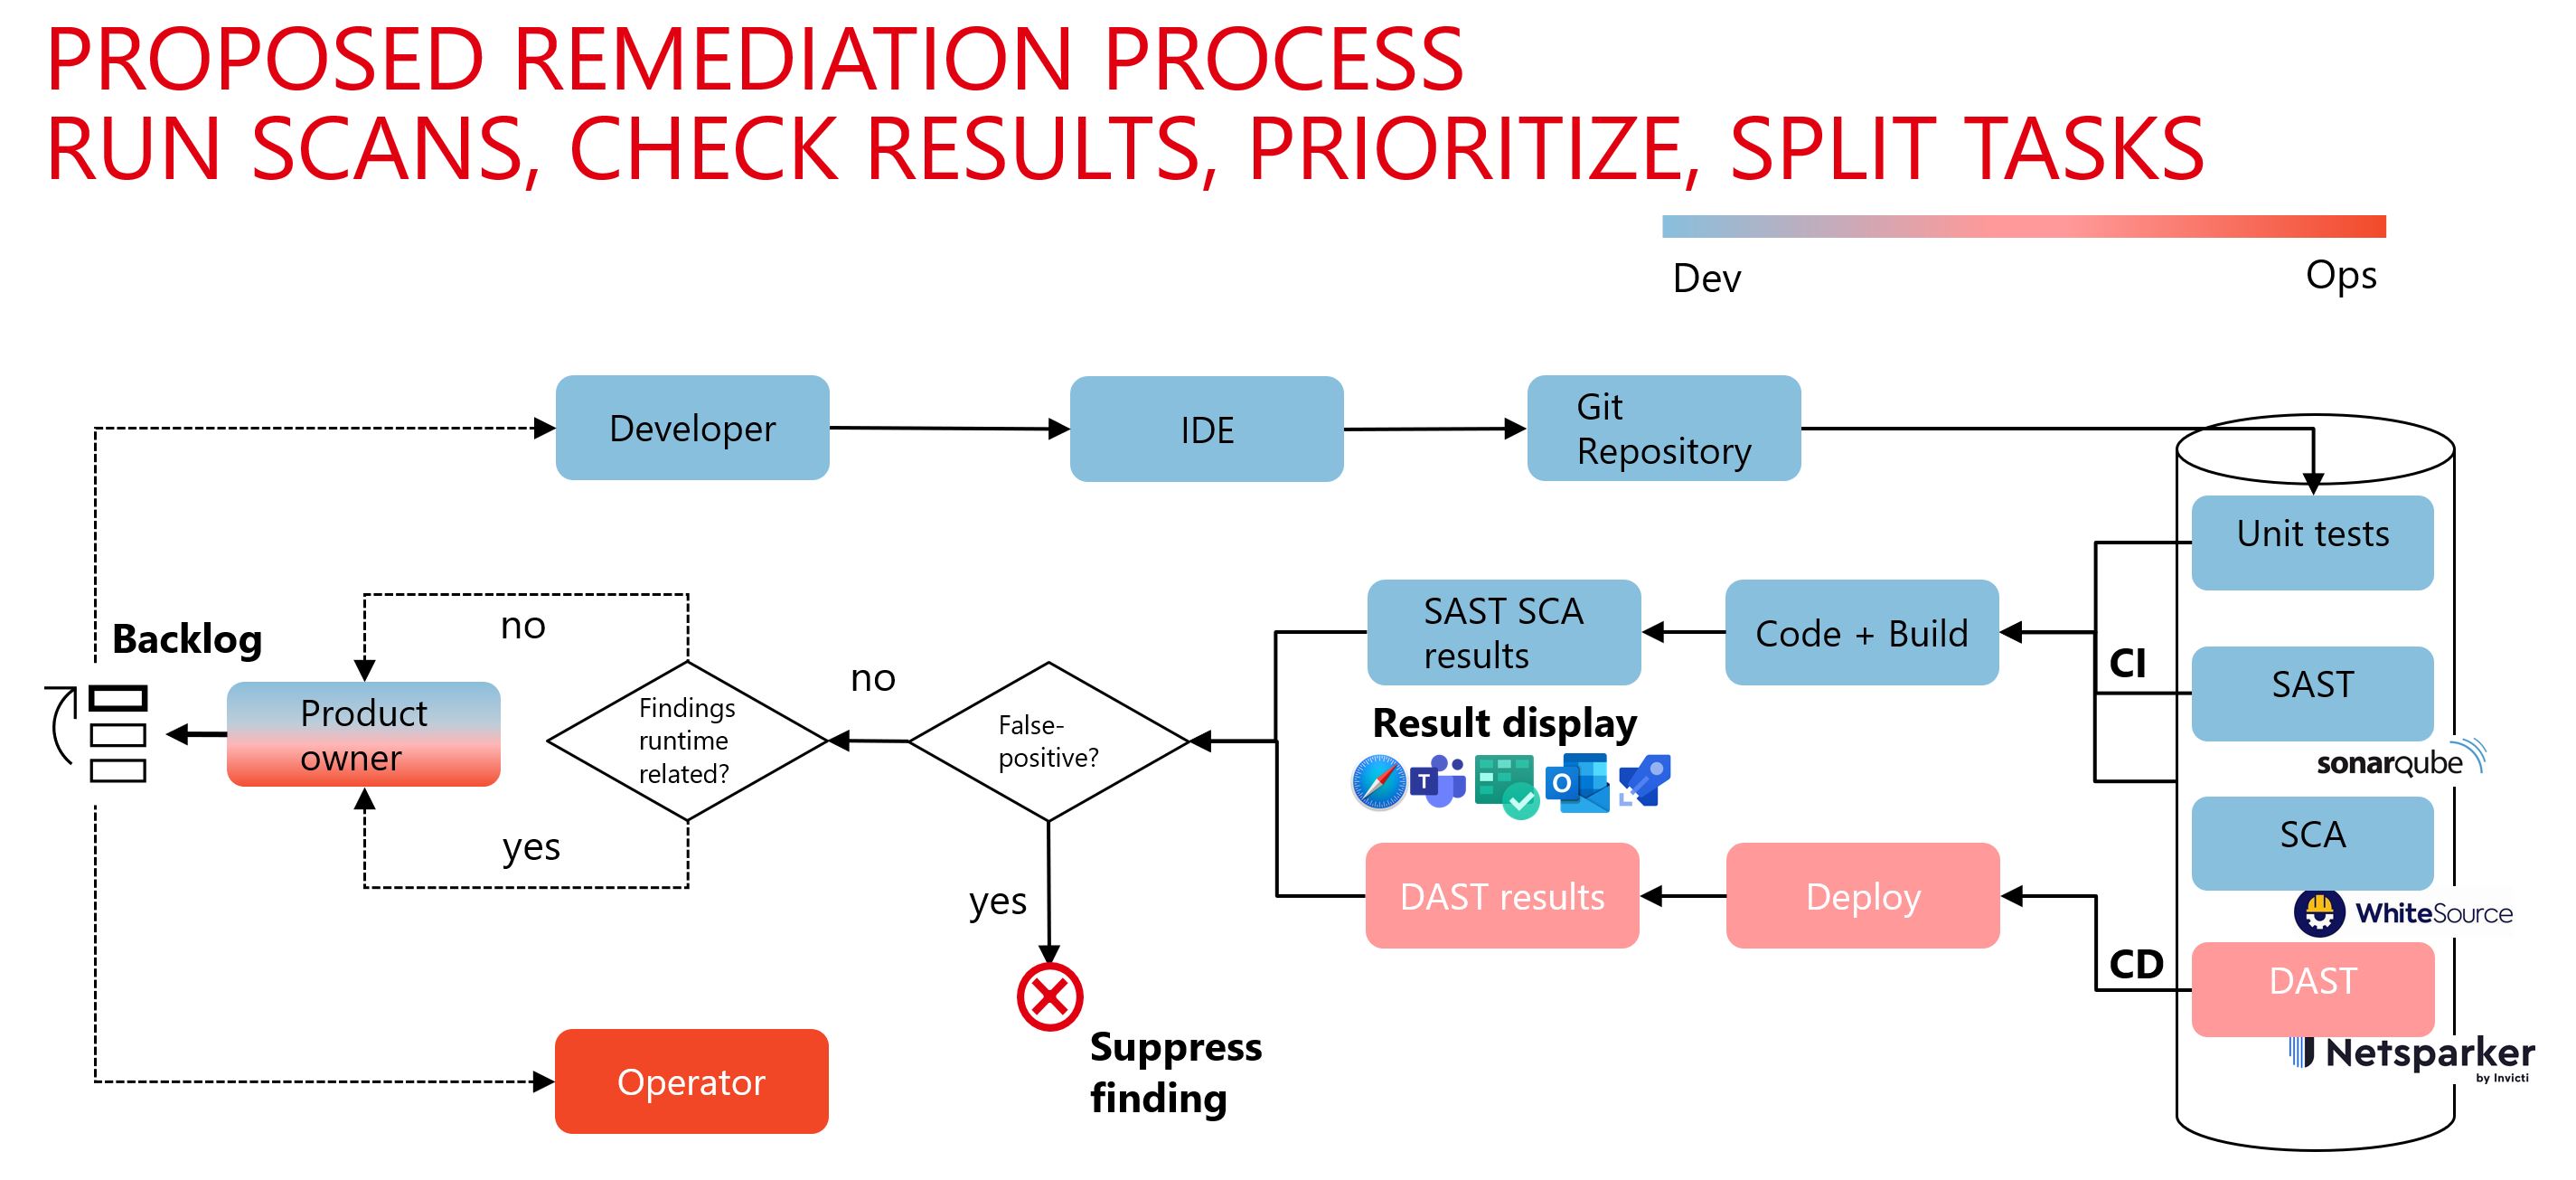 PROPOSED REMEDIATION PROCESS
RUN SCANS, CHECK RESULTS, PRIORITIZE, SPLIT TASKS
Dev
Ops
Developer
IDE
Git
Repository
Unit tests
SAST
sonarqube
SCA
WhiteSource
DAST
Netsparker
by Invicti
CI
CD
Code + Build
SAST SCA
results
Result display
T
O
Deploy
DAST results
False-
positive?
no
yes
Suppress
finding
Findings
runtime
related?
no
yes
Product
owner
Backlog
Operator